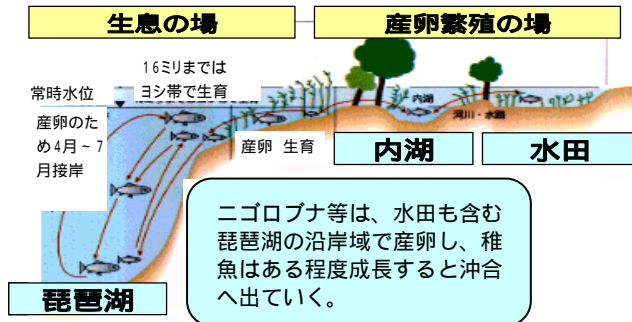 生息の場
産卵繁殖の場
16ミリまでは
ヨシ帯で生育
常時水位
産卵のた
め4月～7
月接岸
産卵 生育
内湖
河川・水路
内湖
水田
ニゴロブナ等は、水田も含む
琵琶湖の沿岸域で産卵し、稚
魚はある程度成長すると沖合
へ出ていく。
琵琶湖